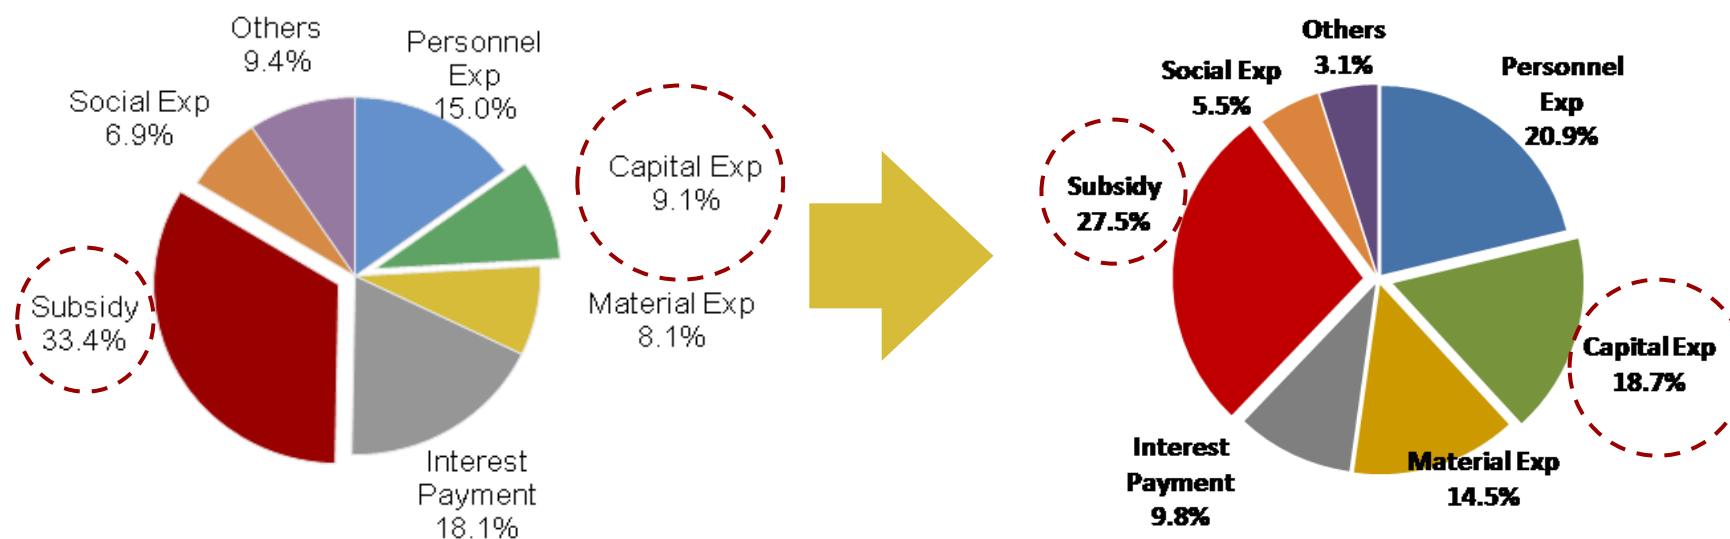 Others
9.4%
Personnel
Exp
15.0%
Social Exp
6.9%
Capital Exp
9.1%
Subsidy
33.4%
Material Exp
8.1%
Interest
Payment
18.1%
Others
3.1%
Personnel
Exp
20.9%
Social Exp
5.5%
Subsidy
27.5%
Capital Exp
18.7%
Interest
Payment
9.8%
Material Exp
14.5%